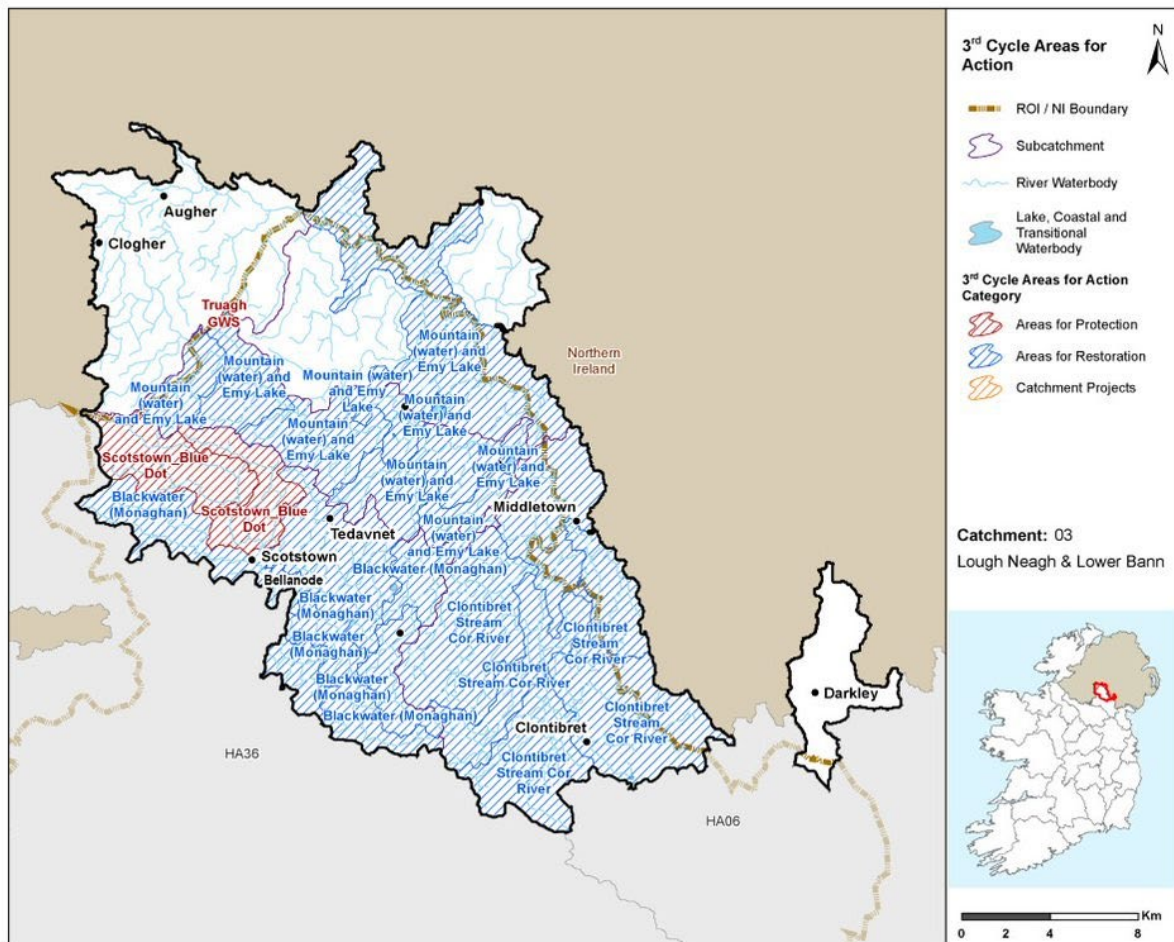 Augher
Clogher
Truagh
GWS
Mountain
(water) and
Emy Lake
Northern
Ireland
Mountain
(water) and
Emy Lake
Mountain (water)
and Emy
Lake
Mountain
(water)
and Emy Lake
Mountain
(water) and
Emy Lake
Mountain
(water) and
Emy Lake
Mountain
(water) and
Emy Lake
Mountain
(water) and
Emy Lake
Scotstown_Blue
Dot
Blackwater
(Monaghan)
Scotstown_Blue
Dot
Middletown
Tedavnet
Mountain
(water)
and Emy Lake
Blackwater (Monaghan)
Scotstown
Bellanode
Blackwater
(Monaghan)
Clontibret
Stream
Cor River
Clontibret
Stream
Cor River
Blackwater
(Monaghan)
Clontibret
Stream Cor River
Blackwater
(Monaghan)
Blackwater (Monaghan)
Clontibret
Stream
Cor River
Clontibret
Clontibret
Stream Cor
River
Darkley
HA36
HA06
3rd Cycle Areas for
Action
N
ROI / NI Boundary
Subcatchment
River Waterbody
Lake, Coastal and
Transitional
Waterbody
3rd Cycle Areas for Action
Category
Areas for Protection
Areas for Restoration
Catchment Projects
Catchment: 03
Lough Neagh & Lower Bann
Km
0 2 4 8